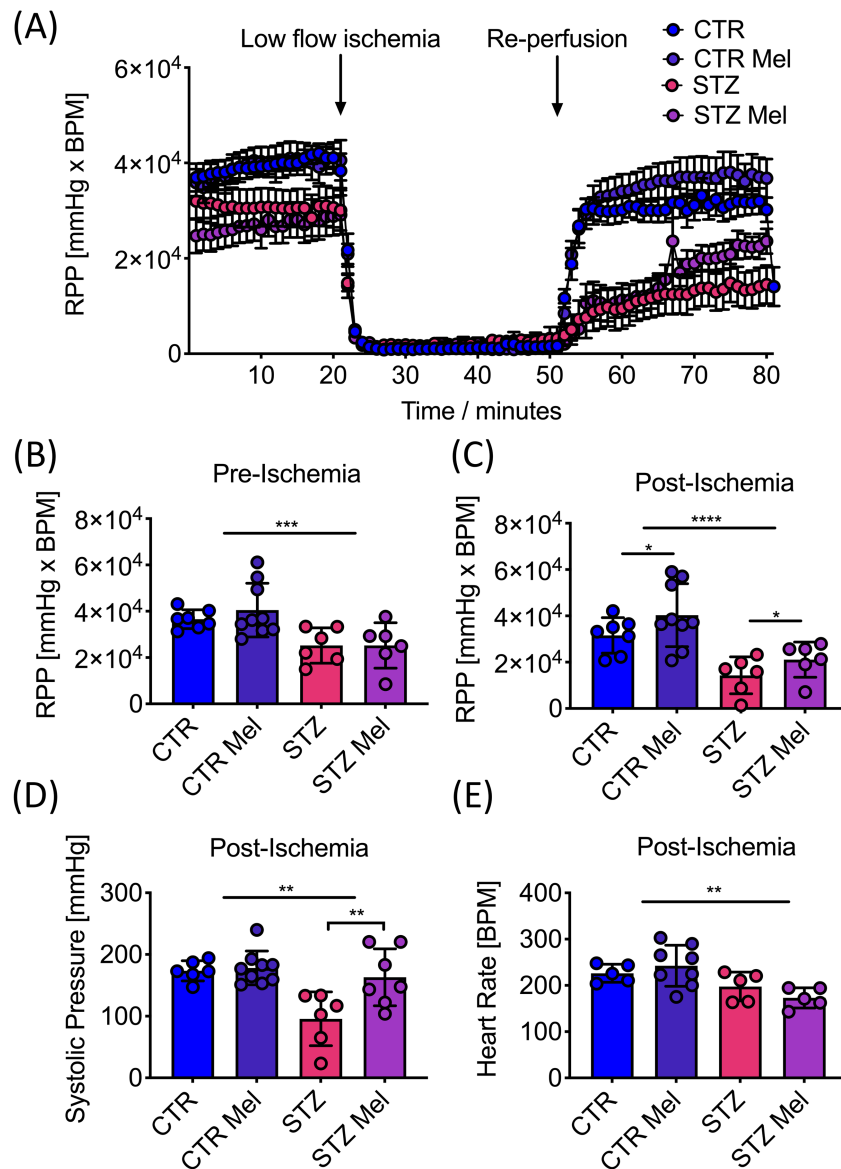 (A)
Low flow ischemia
Re-perfusion
CTR
CTR Mel
STZ
STZ Mel
RPP [mmHg x BPM]
6×10⁴
4×10⁴
2×10⁴
0
10 20 30 40 50 60 70 80
Time / minutes
(B)
Pre-Ischemia
RPP [mmHg x BPM]
8×10⁴
6×10⁴
4×10⁴
2×10⁴
0
***
CTR
CTR Mel
STZ
STZ Mel
(C)
Post-Ischemia
RPP [mmHg x BPM]
8×10⁴
6×10⁴
4×10⁴
2×10⁴
0
****
*
*
CTR
CTR Mel
STZ
STZ Mel
(D)
Post-Ischemia
Systolic Pressure [mmHg]
300
200
100
0
**
**
CTR
CTR Mel
STZ
STZ Mel
(E)
Post-Ischemia
Heart Rate [BPM]
400
300
200
100
0
**
CTR
CTR Mel
STZ
STZ Mel